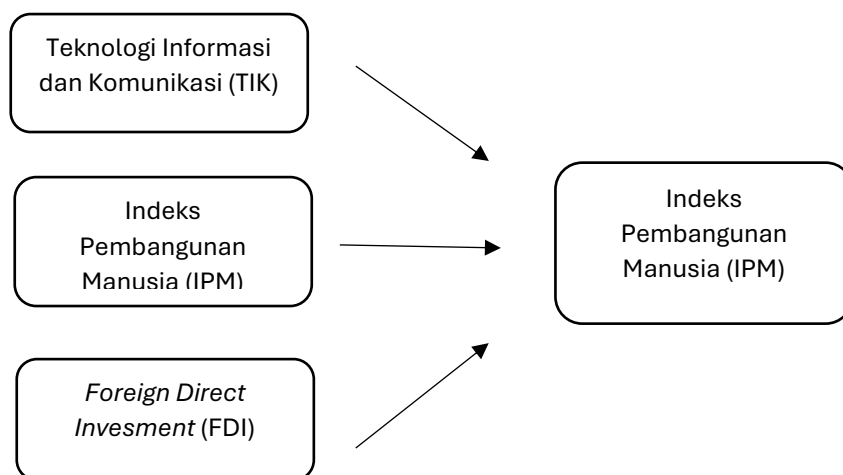 Teknologi Informasi
dan Komunikasi (TIK)
Indeks
Pembangunan
Manusia (IPM)
Foreign Direct
Invesment (FDI)
Indeks
Pembangunan
Manusia (IPM)